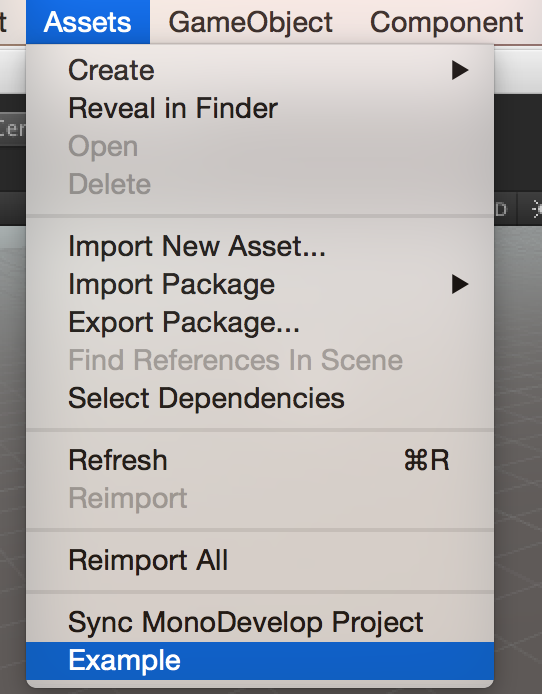 Assets GameObject Component
Create
Reveal in Finder
Open
Delete
Import New Asset...
Import Package
Export Package...
Find References In Scene
Select Dependencies
Refresh ⌘R
Reimport
Reimport All
Sync MonoDevelop Project
Example